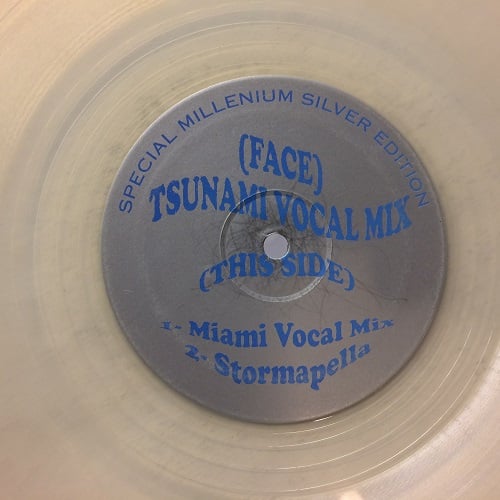 SPECIAL MILLENIUM SILVER EDITION
(FACE)
TSUNAMI VOCAL MIX
(THIS SIDE)
1- Miami Vocal Mix
2- Stormapella